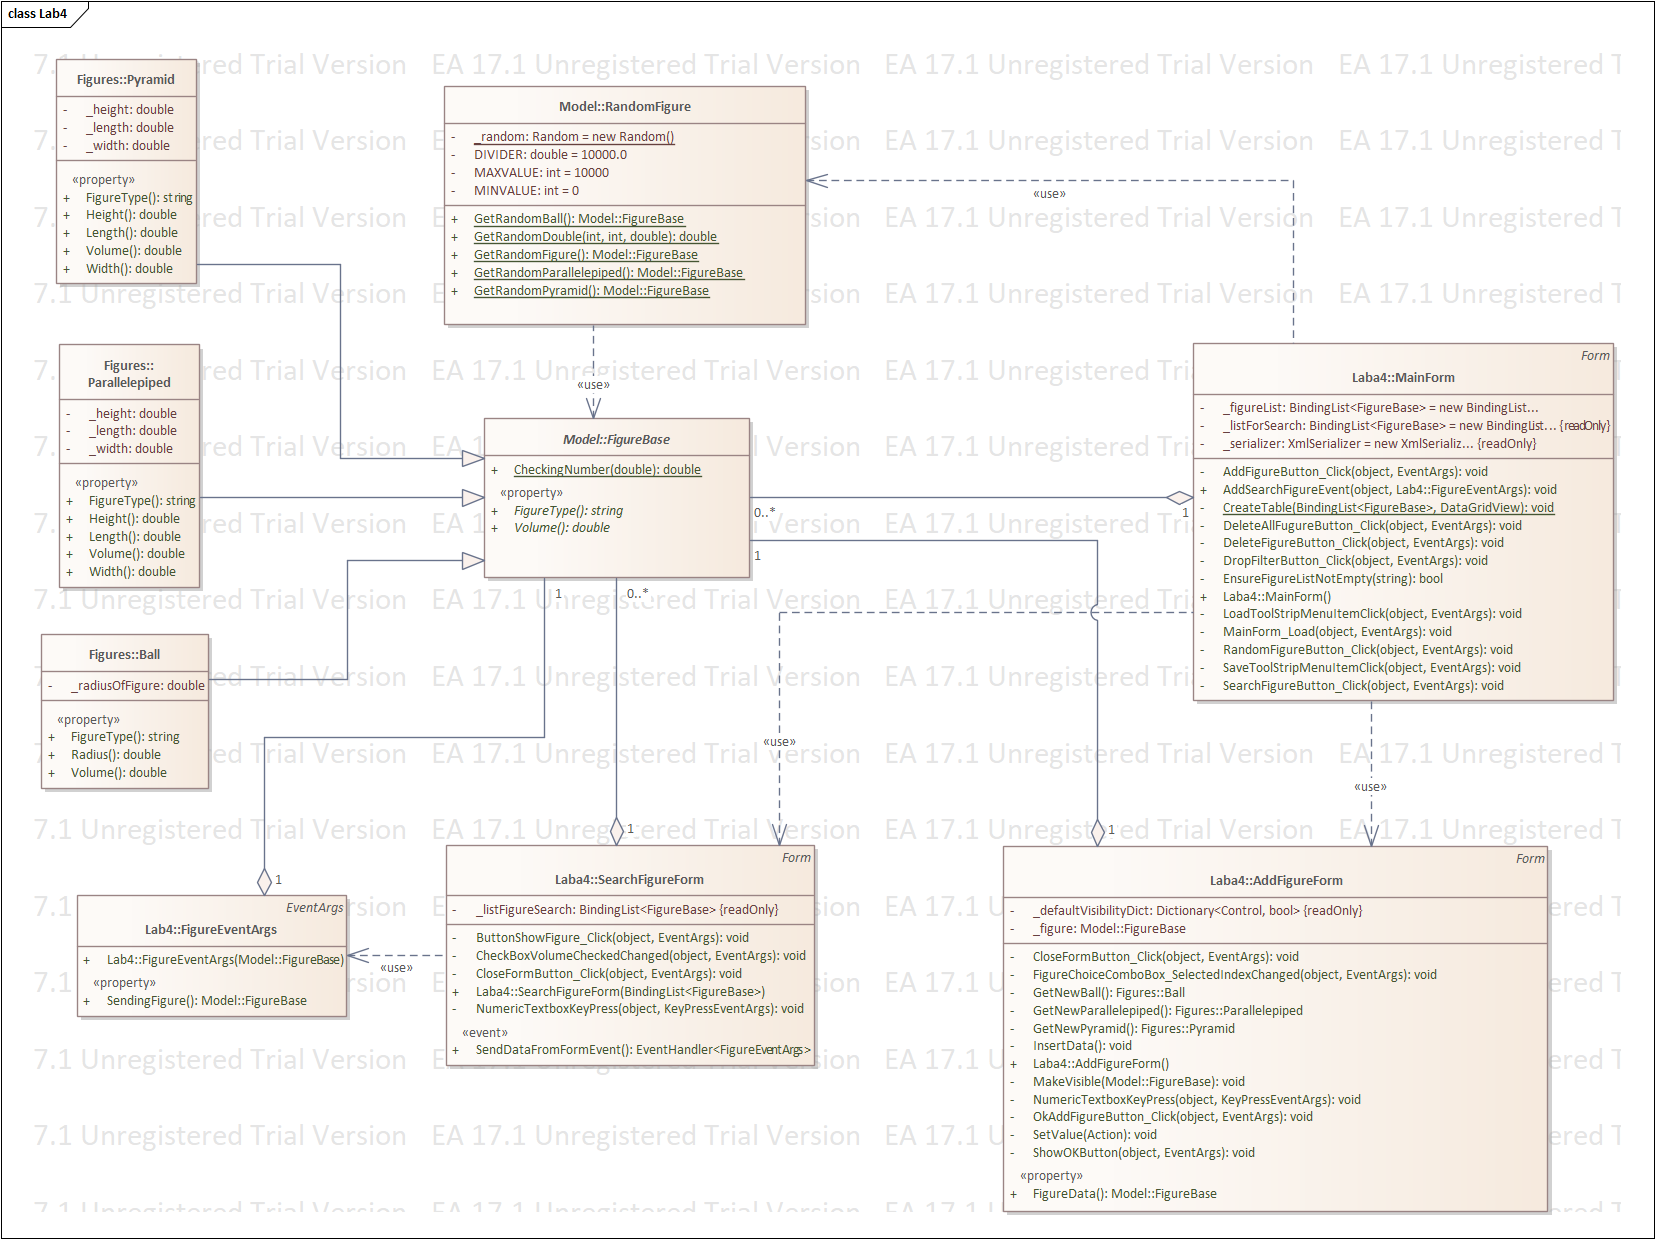 class Lab4
Figures::Pyramid
- _height: double
- _length: double
- _width: double
«property»
+ FigureType(): string
+ Height(): double
+ Length(): double
+ Volume(): double
+ Width(): double
Model::RandomFigure
- _random: Random = new Random()
- DIVIDER: double = 10000.0
- MAXVALUE: int = 10000
- MINVALUE: int = 0
+ GetRandomBall(): Model::FigureBase
+ GetRandomDouble(int, int, double): double
+ GetRandomFigure(): Model::FigureBase
+ GetRandomParallelepiped(): Model::FigureBase
+ GetRandomPyramid(): Model::FigureBase
«use»
Figures::
Parallelepiped
- _height: double
- _length: double
- _width: double
«property»
+ FigureType(): string
+ Height(): double
+ Length(): double
+ Volume(): double
+ Width(): double
«use»
Model::FigureBase
+ CheckingNumber(double): double
«property»
+ FigureType(): string
+ Volume(): double
0..*
1
1
1
0..*
Form
Laba4::MainForm
- _figureList: BindingList<FigureBase> = new BindingList...
- _listForSearch: BindingList<FigureBase> = new BindingList... {readOnly}
- _serializer: XmlSerializer = new XmlSerializ... {readOnly}
- AddFigureButton_Click(object, EventArgs): void
+ AddSearchFigureEvent(object, Lab4::FigureEventArgs): void
- CreateTable(BindingList<FigureBase>, DataGridView): void
- DeleteAllFugureButton_Click(object, EventArgs): void
- DeleteFigureButton_Click(object, EventArgs): void
- DropFilterButton_Click(object, EventArgs): void
- EnsureFigureListNotEmpty(string): bool
+ Laba4::MainForm()
- LoadToolStripMenuItemClick(object, EventArgs): void
- MainForm_Load(object, EventArgs): void
- RandomFigureButton_Click(object, EventArgs): void
- SaveToolStripMenuItemClick(object, EventArgs): void
- SearchFigureButton_Click(object, EventArgs): void
Figures::Ball
- _radiusOfFigure: double
«property»
+ FigureType(): string
+ Radius(): double
+ Volume(): double
«use»
«use»
1
1
1
EventArgs
Lab4::FigureEventArgs
+ Lab4::FigureEventArgs(Model::FigureBase)
«property»
+ SendingFigure(): Model::FigureBase
«use»
Form
Laba4::SearchFigureForm
- _listFigureSearch: BindingList<FigureBase> {readOnly}
- ButtonShowFigure_Click(object, EventArgs): void
- CheckBoxVolumeCheckedChanged(object, EventArgs): void
- CloseFormButton_Click(object, EventArgs): void
+ Laba4::SearchFigureForm(BindingList<FigureBase>)
- NumericTextboxKeyPress(object, KeyPressEventArgs): void
«event»
+ SendDataFromFormEvent(): EventHandler<FigureEventArgs>
Form
Laba4::AddFigureForm
- _defaultVisibilityDict: Dictionary<Control, bool> {readOnly}
- _figure: Model::FigureBase
- CloseFormButton_Click(object, EventArgs): void
- FigureChoiceComboBox_SelectedIndexChanged(object, EventArgs): void
- GetNewBall(): Figures::Ball
- GetNewParallelepiped(): Figures::Parallelepiped
- GetNewPyramid(): Figures::Pyramid
- InsertData(): void
+ Laba4::AddFigureForm()
- MakeVisible(Model::FigureBase): void
- NumericTextboxKeyPress(object, KeyPressEventArgs): void
- OkAddFigureButton_Click(object, EventArgs): void
- SetValue(Action): void
- ShowOKButton(object, EventArgs): void
«property»
+ FigureData(): Model::FigureBase
EA 17.1 Unregistered Trial Version